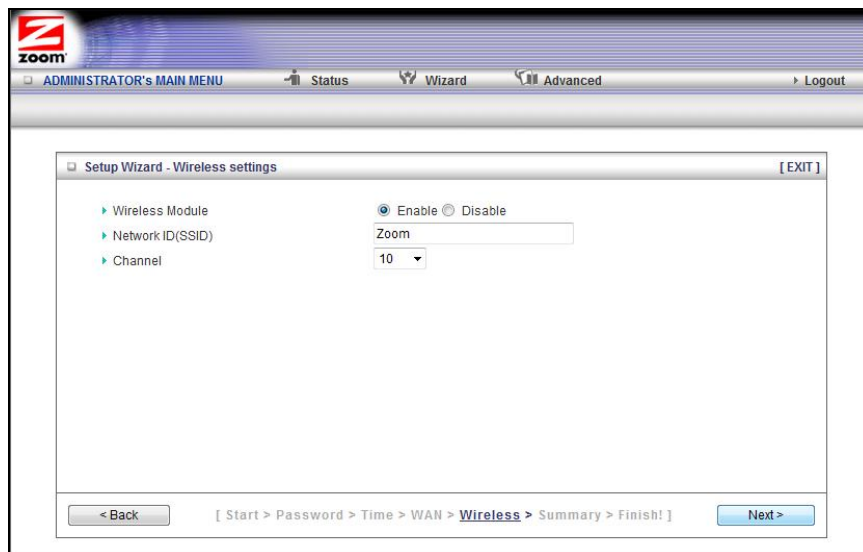 zoom
ADMINISTRATOR's MAIN MENU Status Wizard Advanced Logout
Setup Wizard - Wireless settings [ EXIT ]
Wireless Module Enable Disable
Network ID(SSID) Zoom
Channel 10
< Back [ Start > Password > Time > WAN > Wireless > Summary > Finish! ] Next >